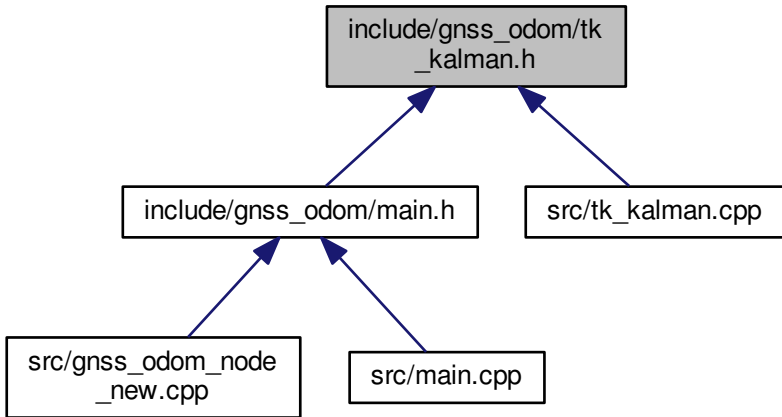 include/gnss_odom/tk
_kalman.h
include/gnss_odom/main.h
src/tk_kalman.cpp
src/gnss_odom_node
_new.cpp
src/main.cpp